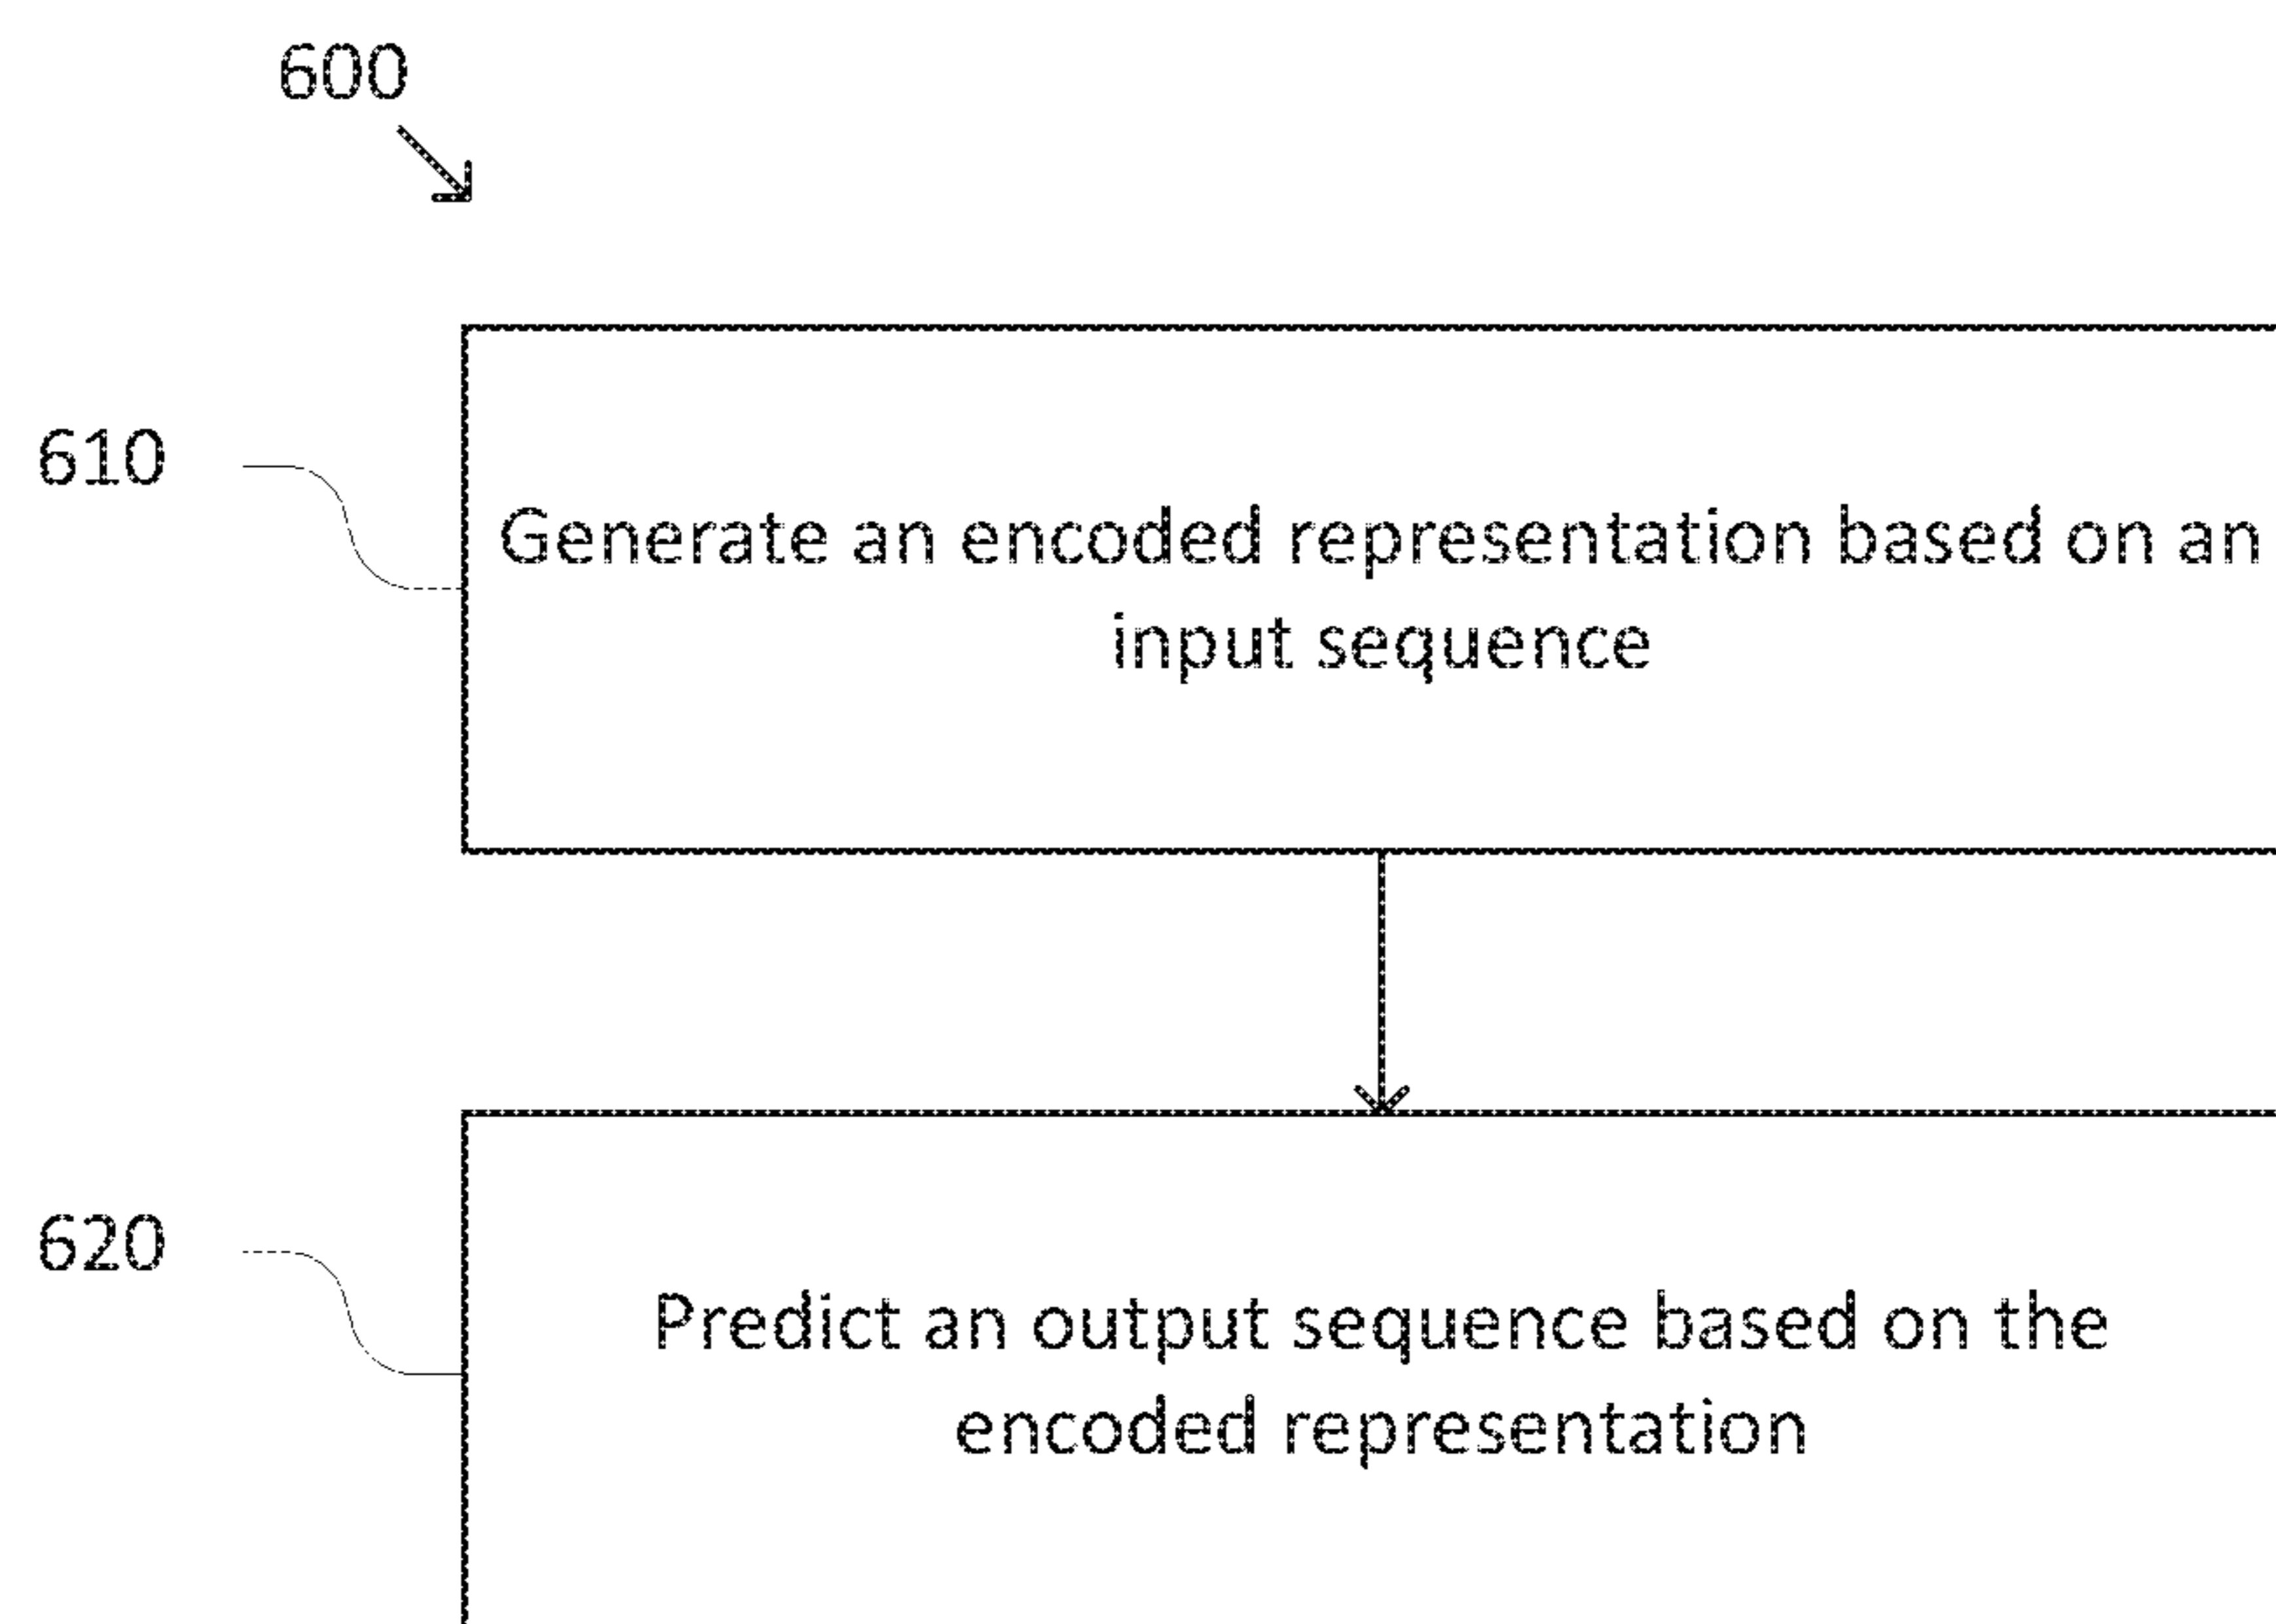 600
610
Generate an encoded representation based on an
input sequence
620
Predict an output sequence based on the
encoded representation